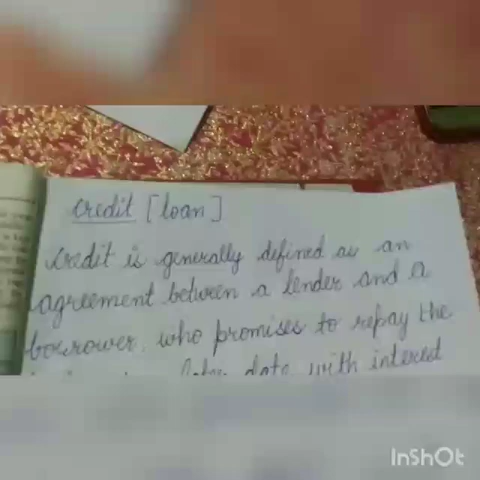 credit [loan]
credit is generally defined as an
agreement between a lender and a
borrower, who promises to repay the
later date with interest
InShOt